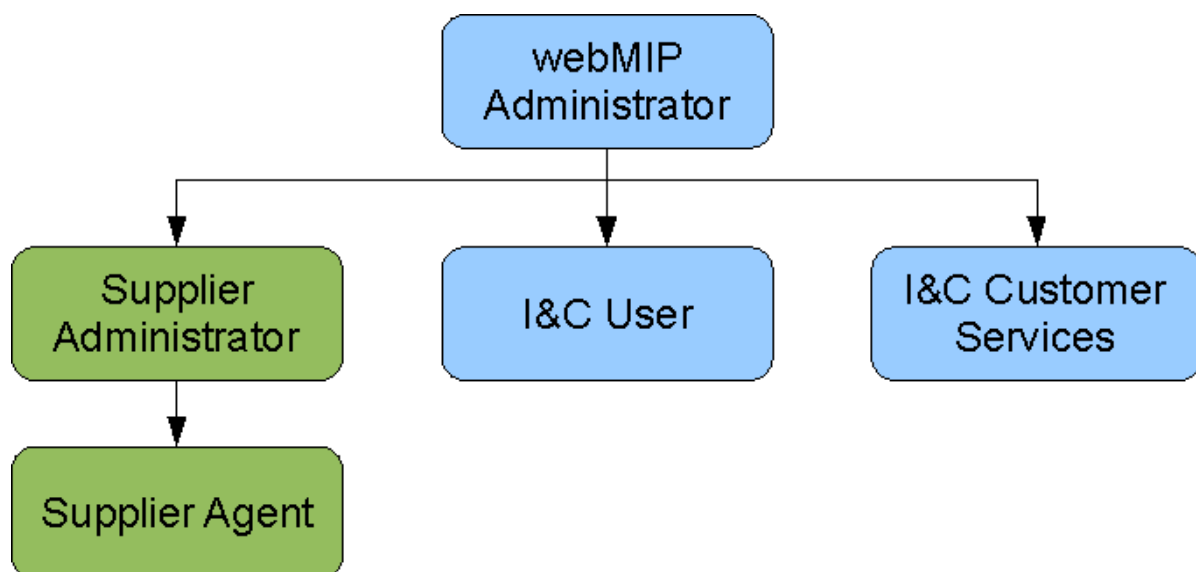 webMIP
Administrator
Supplier
Administrator
I&C User
I&C Customer
Services
Supplier Agent